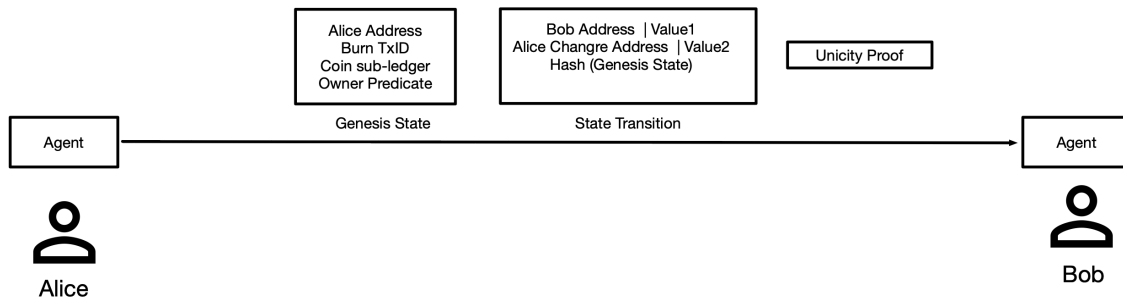 Alice Address
Burn TxID
Coin sub-ledger
Owner Predicate
Genesis State
Bob Address | Value1
Alice Changre Address | Value2
Hash (Genesis State)
State Transition
Unicity Proof
Agent
Agent
Alice
Bob